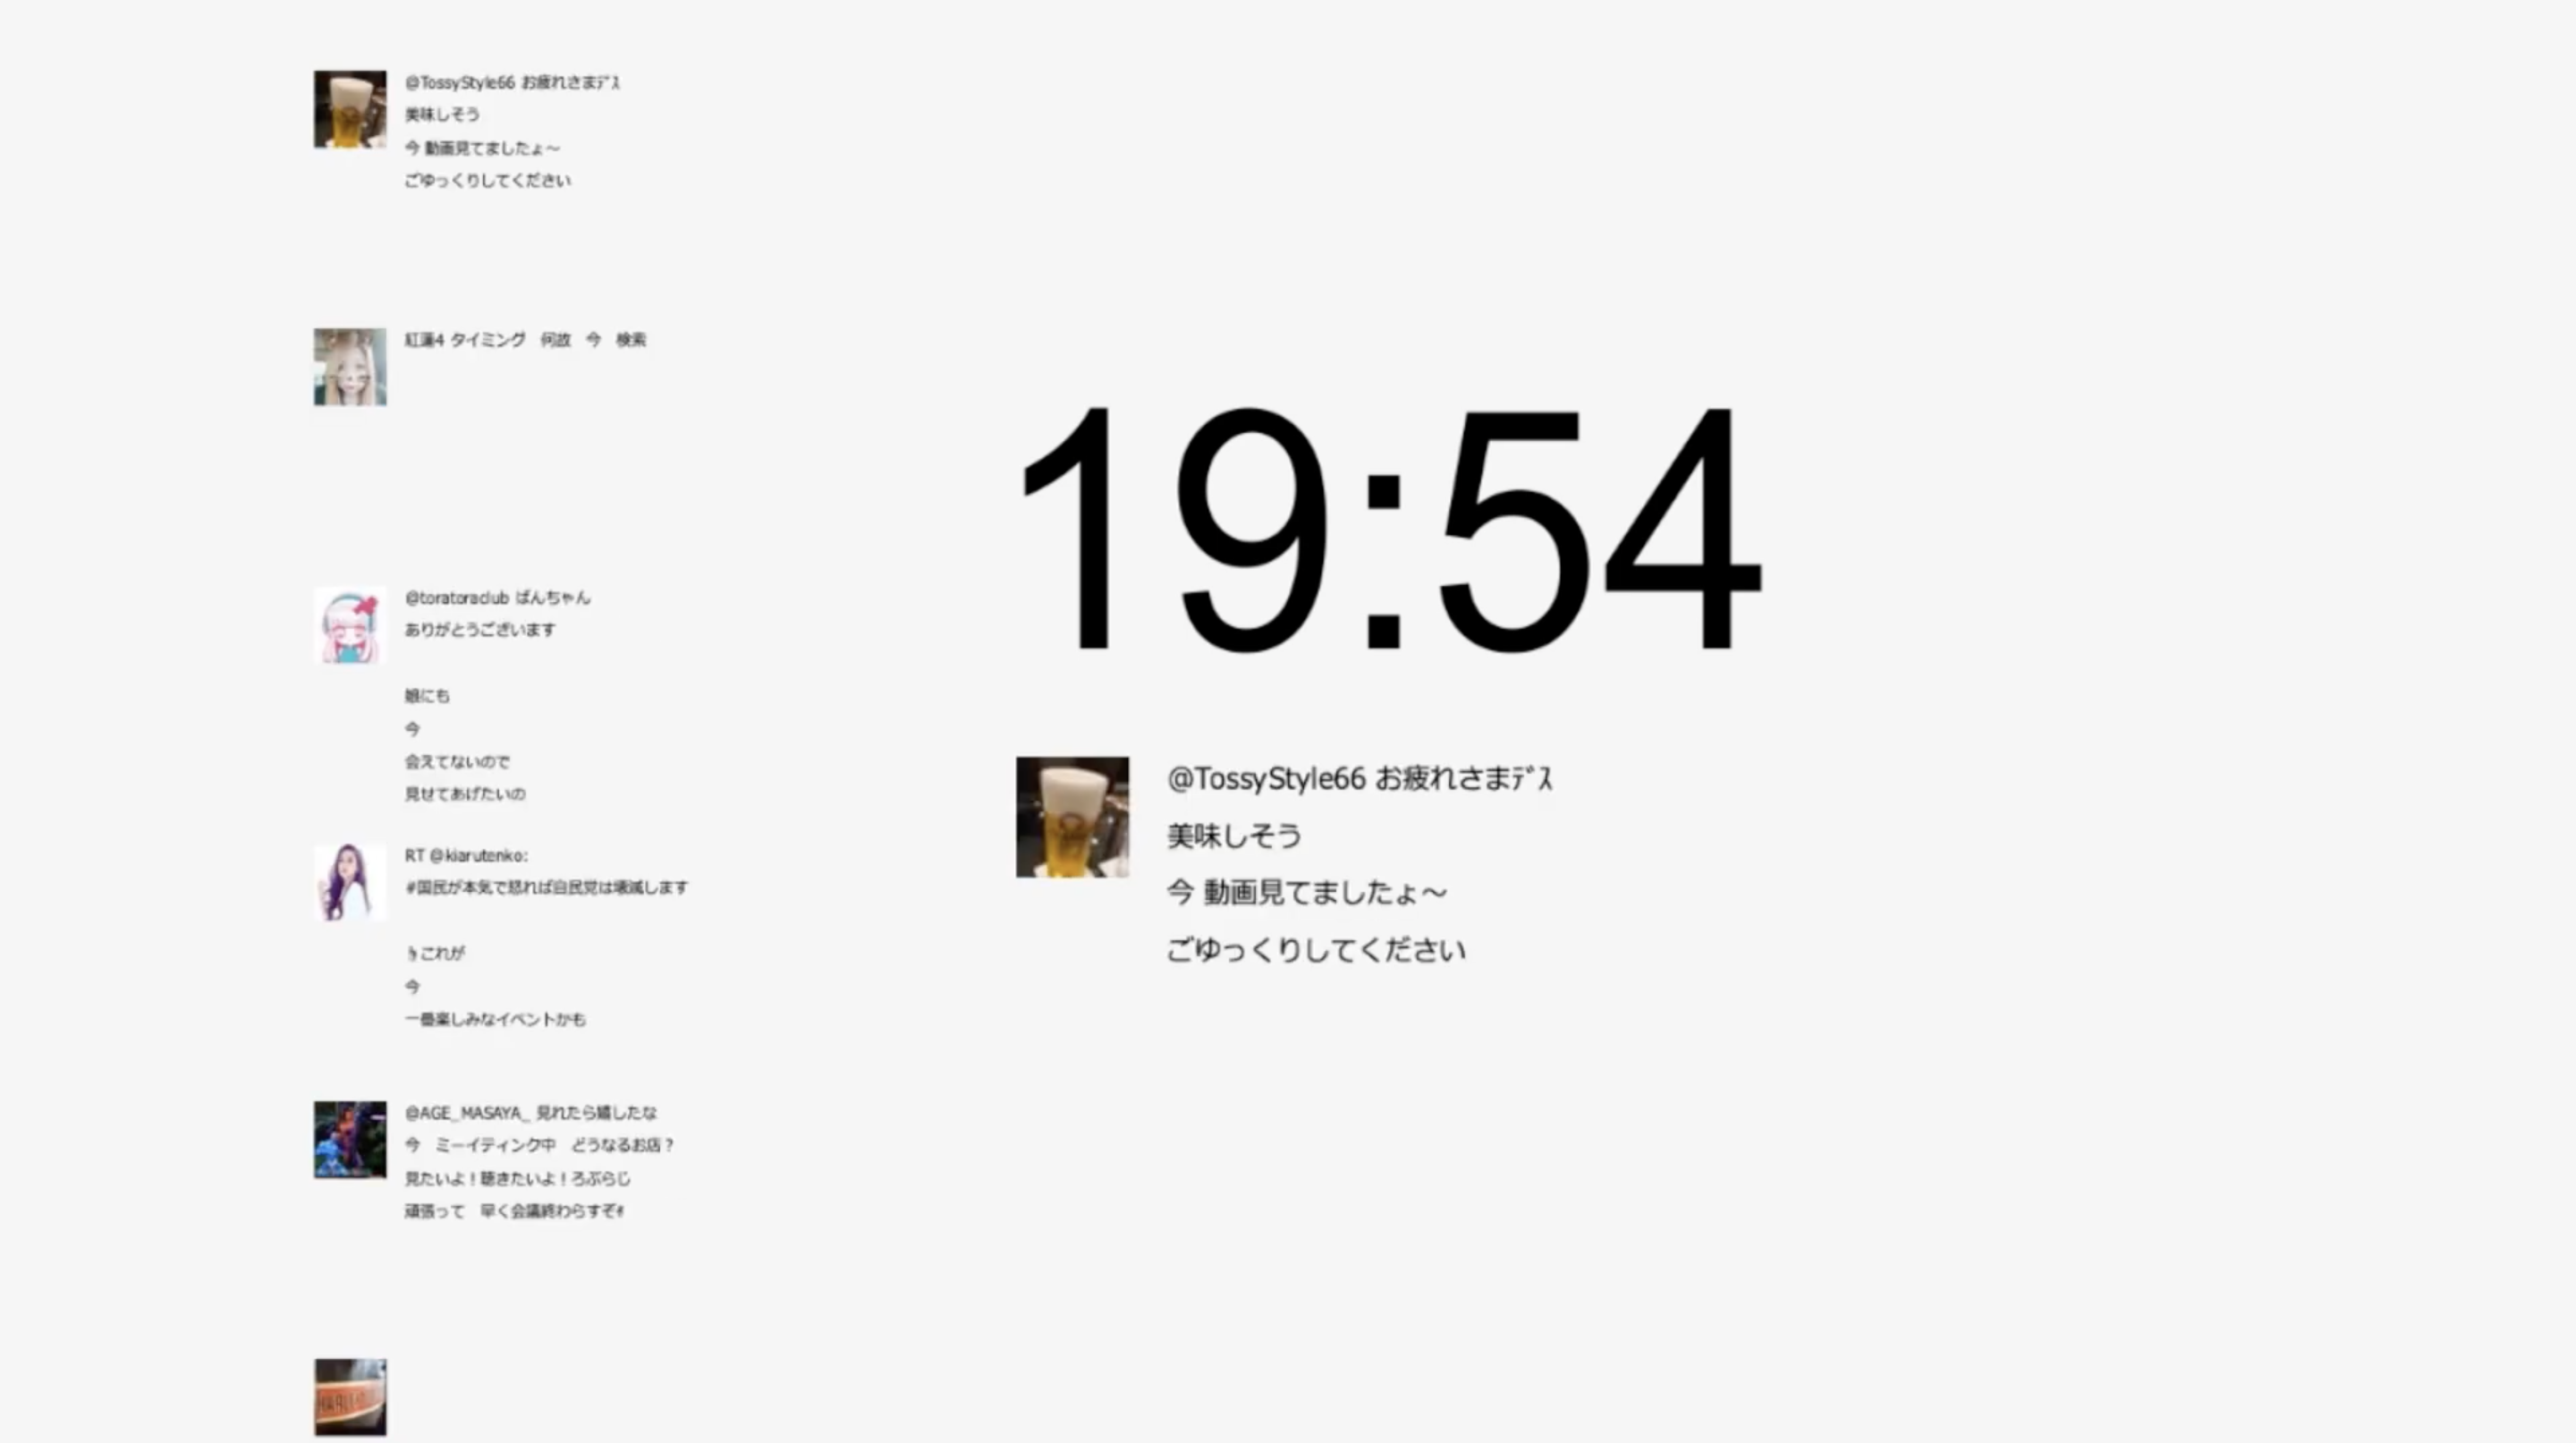 @TossyStyle66 お疲れさまﾃﾞｽ
美味しそう
今 動画見てましたょ～
ごゆっくりしてください
紅蓮4 タイミング　何故　今　検索
@toratoraclub ばんちゃん
ありがとうございます
娘にも
今
会えてないので
見せてあげたいの
RT @kiarutenko:
#国民が本気で怒れば自民党は壊滅します
これが
今
一番楽しみなイベントかも
@AGE_MASAYA_ 見れたら嬉したな
今　ミーイティンク中　どうなるお店？
見たいよ！聴きたいよ！ろぶらじ
頑張って　早く会議終わらすぞ
19:54
@TossyStyle66 お疲れさまﾃﾞｽ
美味しそう
今 動画見てましたょ～
ごゆっくりしてください